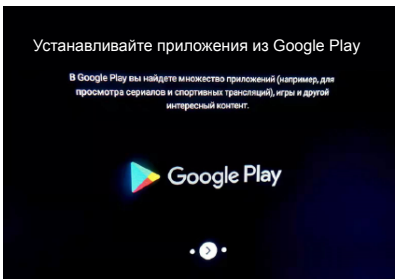 Устанавливайте приложения из Google Play
В Google Play вы найдете множество приложений (например, для
просмотра сериалов и спортивных трансляций), игры и другой
интересный контент.
Google Play